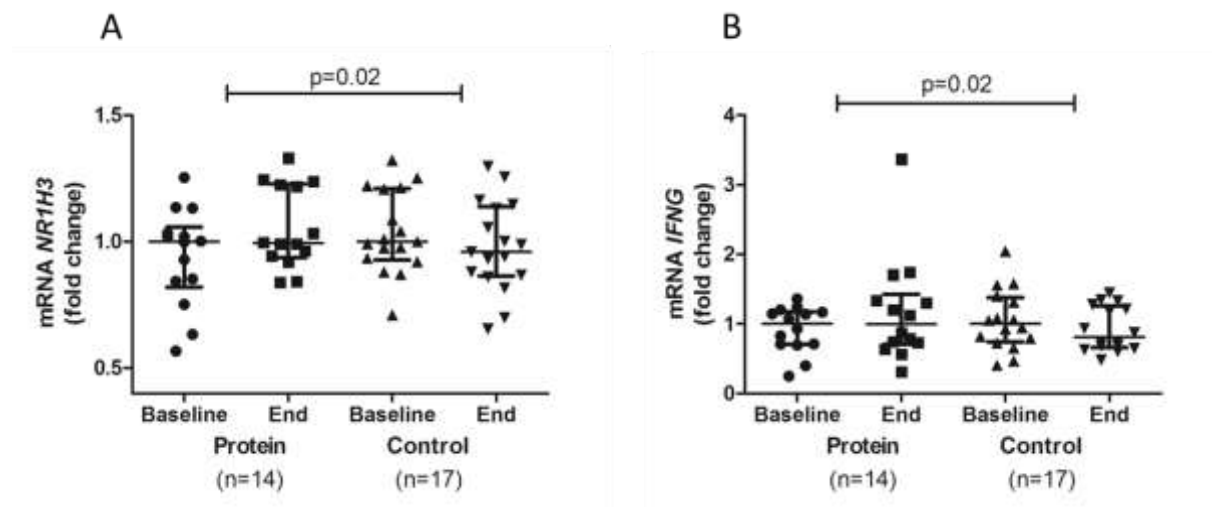 A
p=0.02
mRNA NR1H3
(fold change)
1.5
1.0
0.5
Baseline End Baseline End
Protein Control
(n=14) (n=17)
B
p=0.02
mRNA IFNG
(fold change)
4
3
2
1
0
Baseline End Baseline End
Protein Control
(n=14) (n=17)